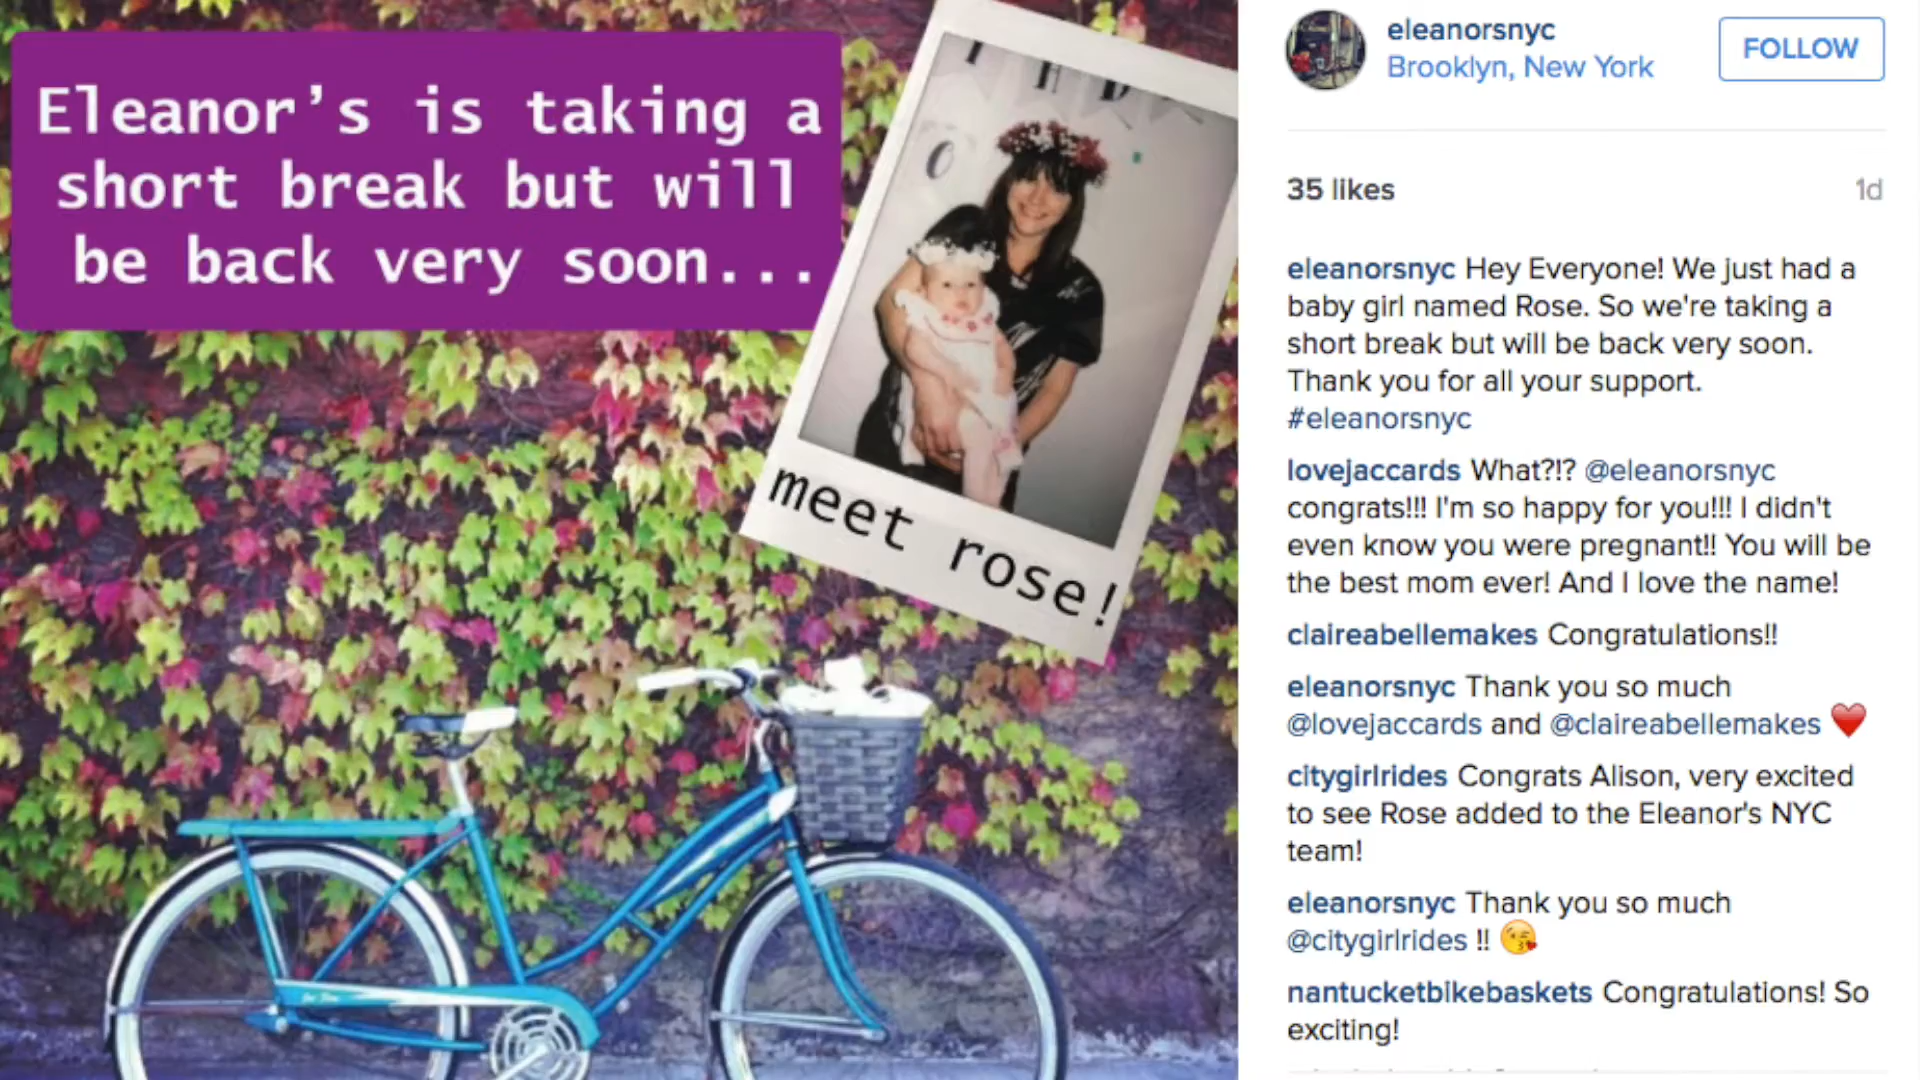 Eleanor’s is taking a
short break but will
be back very soon...
meet rose!
eleanorsnyc
Brooklyn, New York
FOLLOW
35 likes
1d
eleanorsnyc Hey Everyone! We just had a
baby girl named Rose. So we're taking a
short break but will be back very soon.
Thank you for all your support.
#eleanorsnyc
lovejaccards What?!? @eleanorsnyc
congrats!!! I'm so happy for you!!! I didn't
even know you were pregnant!! You will be
the best mom ever! And I love the name!
claireabellemakes Congratulations!!
eleanorsnyc Thank you so much
@lovejaccards and @claireabellemakes ❤️
citygirlrides Congrats Alison, very excited
to see Rose added to the Eleanor's NYC
team!
eleanorsnyc Thank you so much
@citygirlrides !! 😘
nantucketbikebaskets Congratulations! So
exciting!